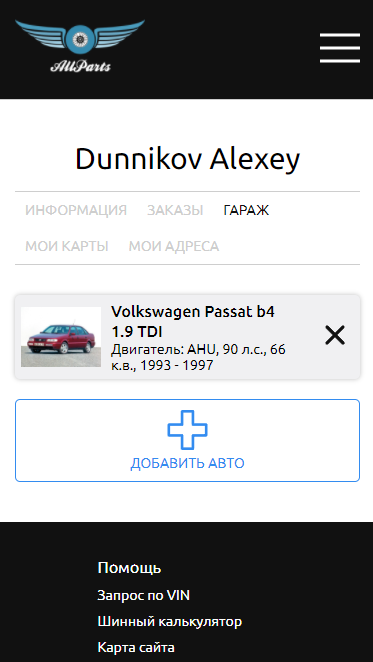 AllParts
Dunnikov Alexey
ИНФОРМАЦИЯ ЗАКАЗЫ ГАРАЖ
МОИ КАРТЫ МОИ АДРЕСА
Volkswagen Passat b4
1.9 TDI
Двигатель: AHU, 90 л.с., 66
к.в., 1993 - 1997
ДОБАВИТЬ АВТО
Помощь
Запрос по VIN
Шинный калькулятор
Карта сайта